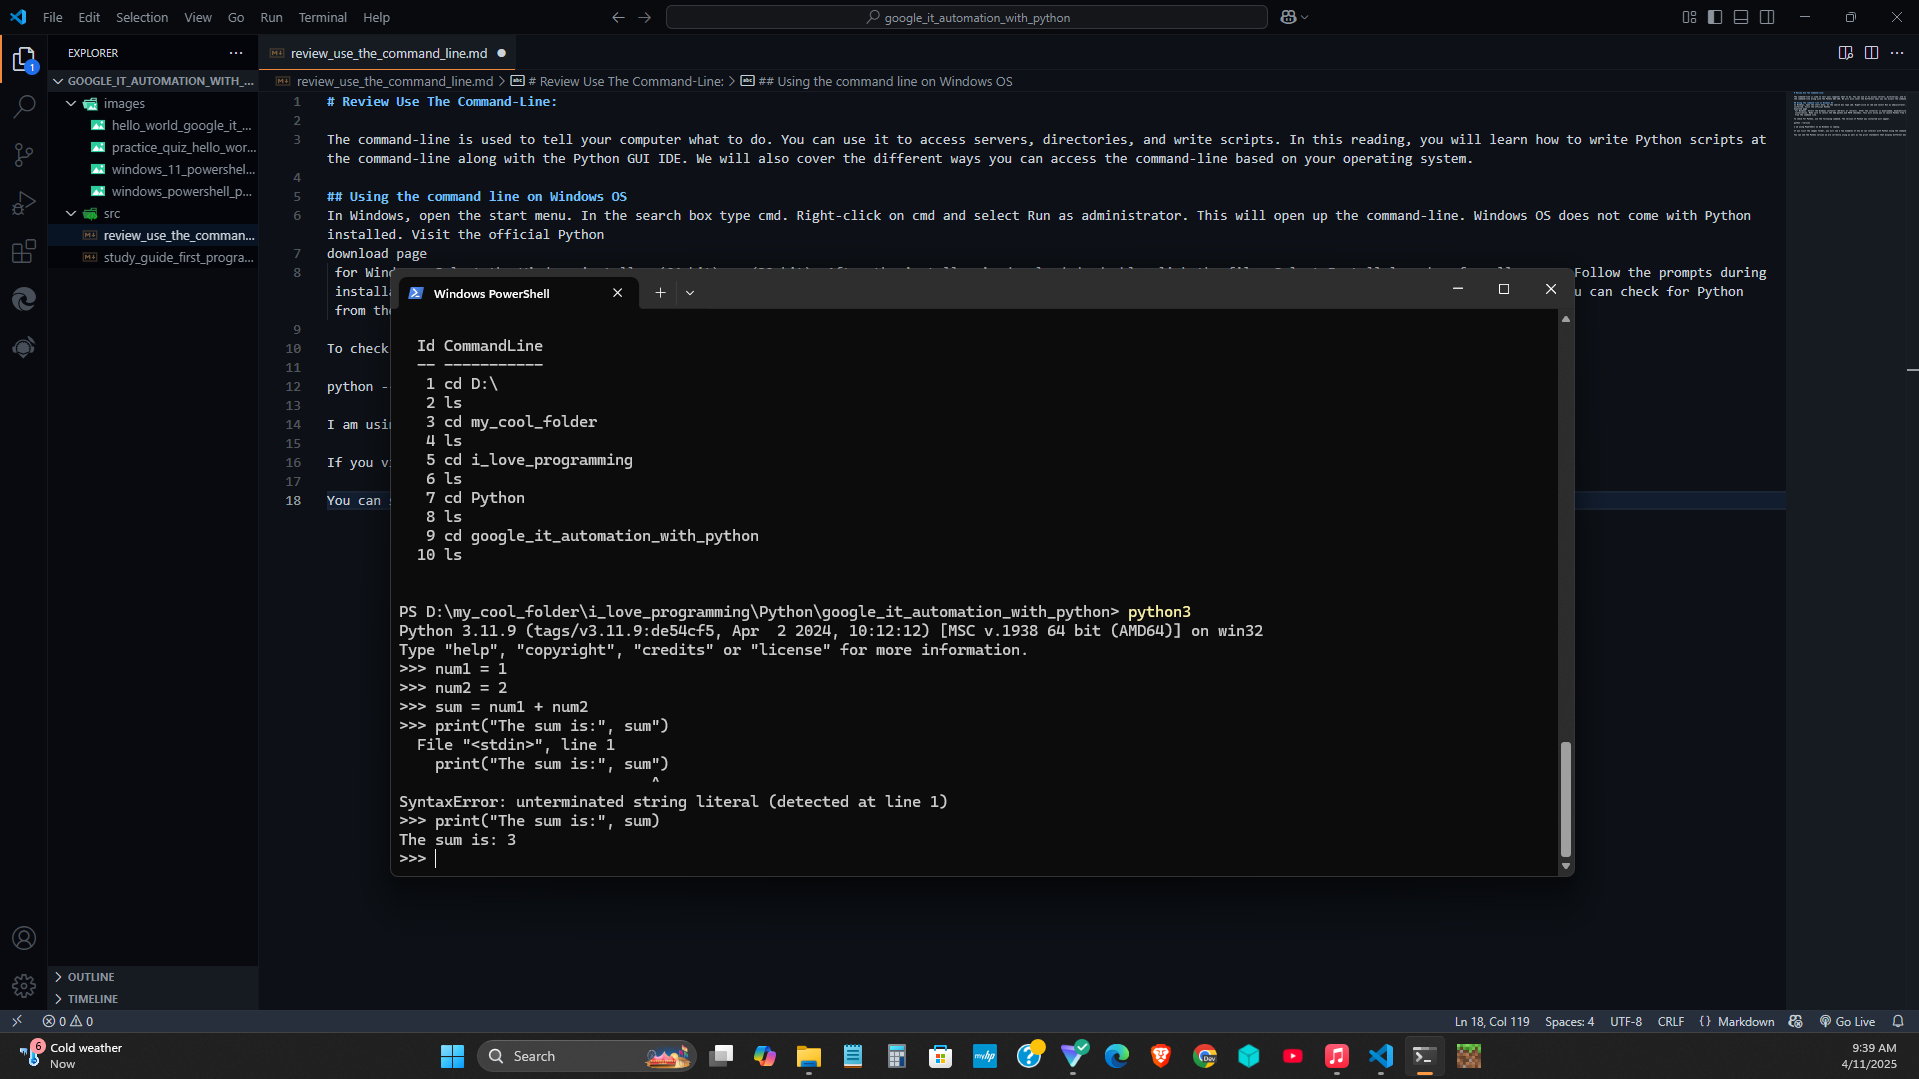 File Edit Selection View Go Run Terminal Help
google_it_automation_with_python
EXPLORER
1
GOOGLE_IT_AUTOMATION_WITH_...
images
hello_world_google_it_...
practice_quiz_hello_wor...
windows_11_powershel...
windows_powershell_p...
src
review_use_the_comman...
study_guide_first_progra...
OUTLINE
TIMELINE
review_use_the_command_line.md
review_use_the_command_line.md > # Review Use The Command-Line: > ## Using the command line on Windows OS
1 # Review Use The Command-Line:
2
3 The command-line is used to tell your computer what to do. You can use it to access servers, directories, and write scripts. In this reading, you will learn how to write Python scripts at
the command-line along with the Python GUI IDE. We will also cover the different ways you can access the command-line based on your operating system.
4
5 ## Using the command line on Windows OS
6 In Windows, open the start menu. In the search box type cmd. Right-click on cmd and select Run as administrator. This will open up the command-line. Windows OS does not come with Python
installed. Visit the official Python
7 download page
8 for Follow the prompts during
can check for Python
from
9
10 To check
11
12 python
13
14 I am
15
16 If you
17
18 You can
Windows PowerShell
Id CommandLine
-- -----------
1 cd D:\
2 ls
3 cd my_cool_folder
4 ls
5 cd i_love_programming
6 ls
7 cd Python
8 ls
9 cd google_it_automation_with_python
10 ls
PS D:\my_cool_folder\i_love_programming\Python\google_it_automation_with_python> python3
Python 3.11.9 (tags/v3.11.9:de54cf5, Apr  2 2024, 10:12:12) [MSC v.1938 64 bit (AMD64)] on win32
Type "help", "copyright", "credits" or "license" for more information.
>>> num1 = 1
>>> num2 = 2
>>> sum = num1 + num2
>>> print("The sum is:", sum")
File "<stdin>", line 1
print("The sum is:", sum")
^
SyntaxError: unterminated string literal (detected at line 1)
>>> print("The sum is:", sum)
The sum is: 3
>>>
0 0
Ln 18, Col 119 Spaces: 4 UTF-8 CRLF {} Markdown Go Live
6
Cold weather
Now
Search
myhp
Dev
9:39 AM
4/11/2025